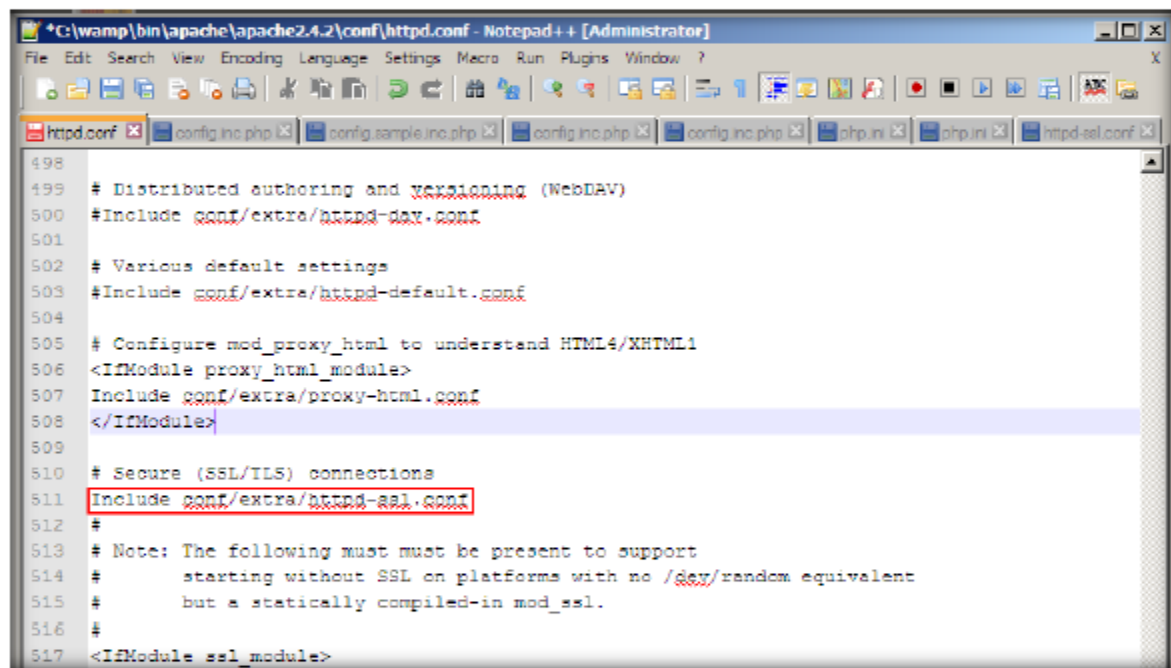 *C:\wamp\bin\apache\apache2.4.2\conf\httpd.conf - Notepad++ [Administrator]
File Edit Search View Encoding Language Settings Macro Run Plugins Window ? X
httpd.conf config.inc.php config.sample.inc.php config.inc.php config.inc.php php.ini php.ini httpd-ssl.conf
498
499 # Distributed authoring and versioning (WebDAV)
500 #Include conf/extra/httpd-dav.conf
501
502 # Various default settings
503 #Include conf/extra/httpd-default.conf
504
505 # Configure mod_proxy_html to understand HTML4/XHTML1
506 <IfModule proxy_html_module>
507 Include conf/extra/proxy-html.conf
508 </IfModule>
509
510 # Secure (SSL/TLS) connections
511 Include conf/extra/httpd-ssl.conf
512 #
513 # Note: The following must must be present to support
514 # starting without SSL on platforms with no /dev/random equivalent
515 # but a statically compiled-in mod_ssl.
516 #
517 <IfModule ssl_module>